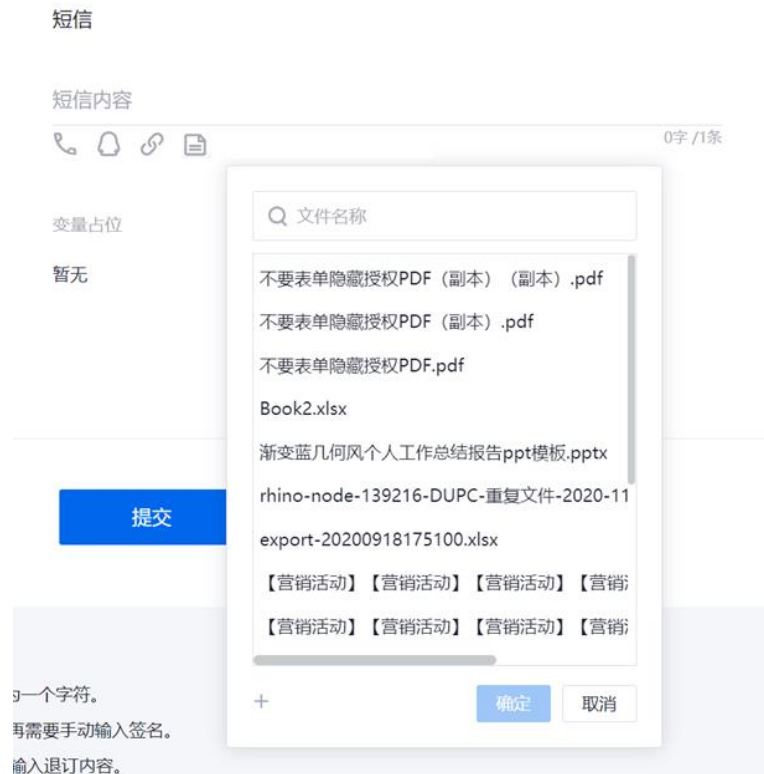 短信
短信内容
0字 /1条
文件名称
变量占位
暂无
不要表单隐藏授权PDF（副本）（副本）.pdf
不要表单隐藏授权PDF（副本）.pdf
不要表单隐藏授权PDF.pdf
Book2.xlsx
渐变蓝几何风个人工作总结报告ppt模板.pptx
rhino-node-139216-DUPC-重复文件-2020-11
export-20200918175100.xlsx
【营销活动】【营销活动】【营销活动】【营销
【营销活动】【营销活动】【营销活动】【营销
提交
+
确定
取消
一个字符。
再需要手动输入签名。
输入退订内容。